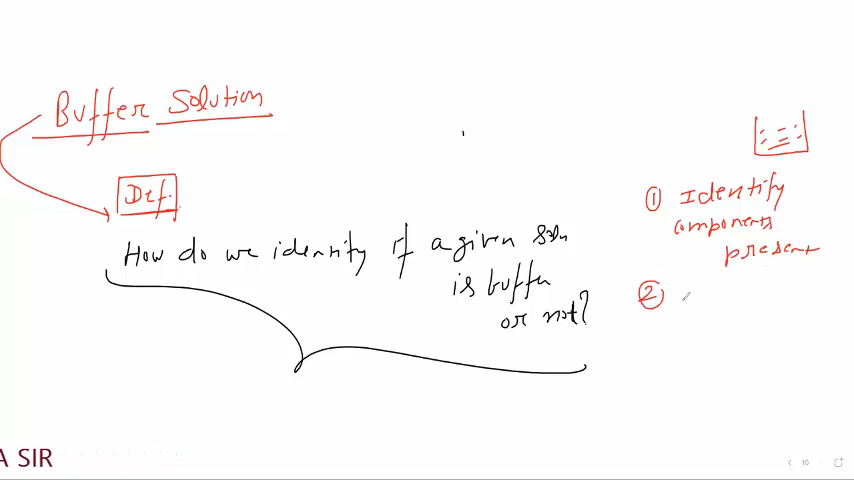 Buffer Solution
Def.
How do we identify if a given Soln
is buffer
or not?
① Identify
components
present
②
A SIR
10